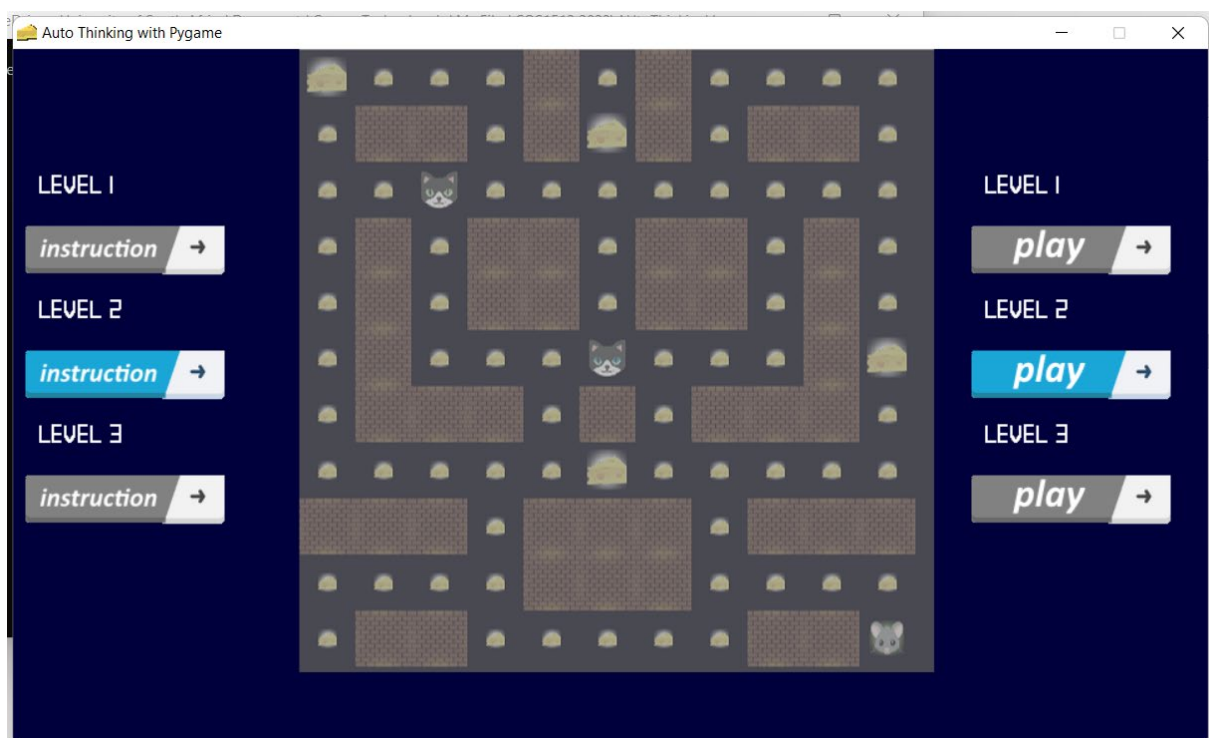 Auto Thinking with Pygame
LEVEL 1
instruction
LEVEL 2
instruction
LEVEL 3
instruction
LEVEL 1
play
LEVEL 2
play
LEVEL 3
play